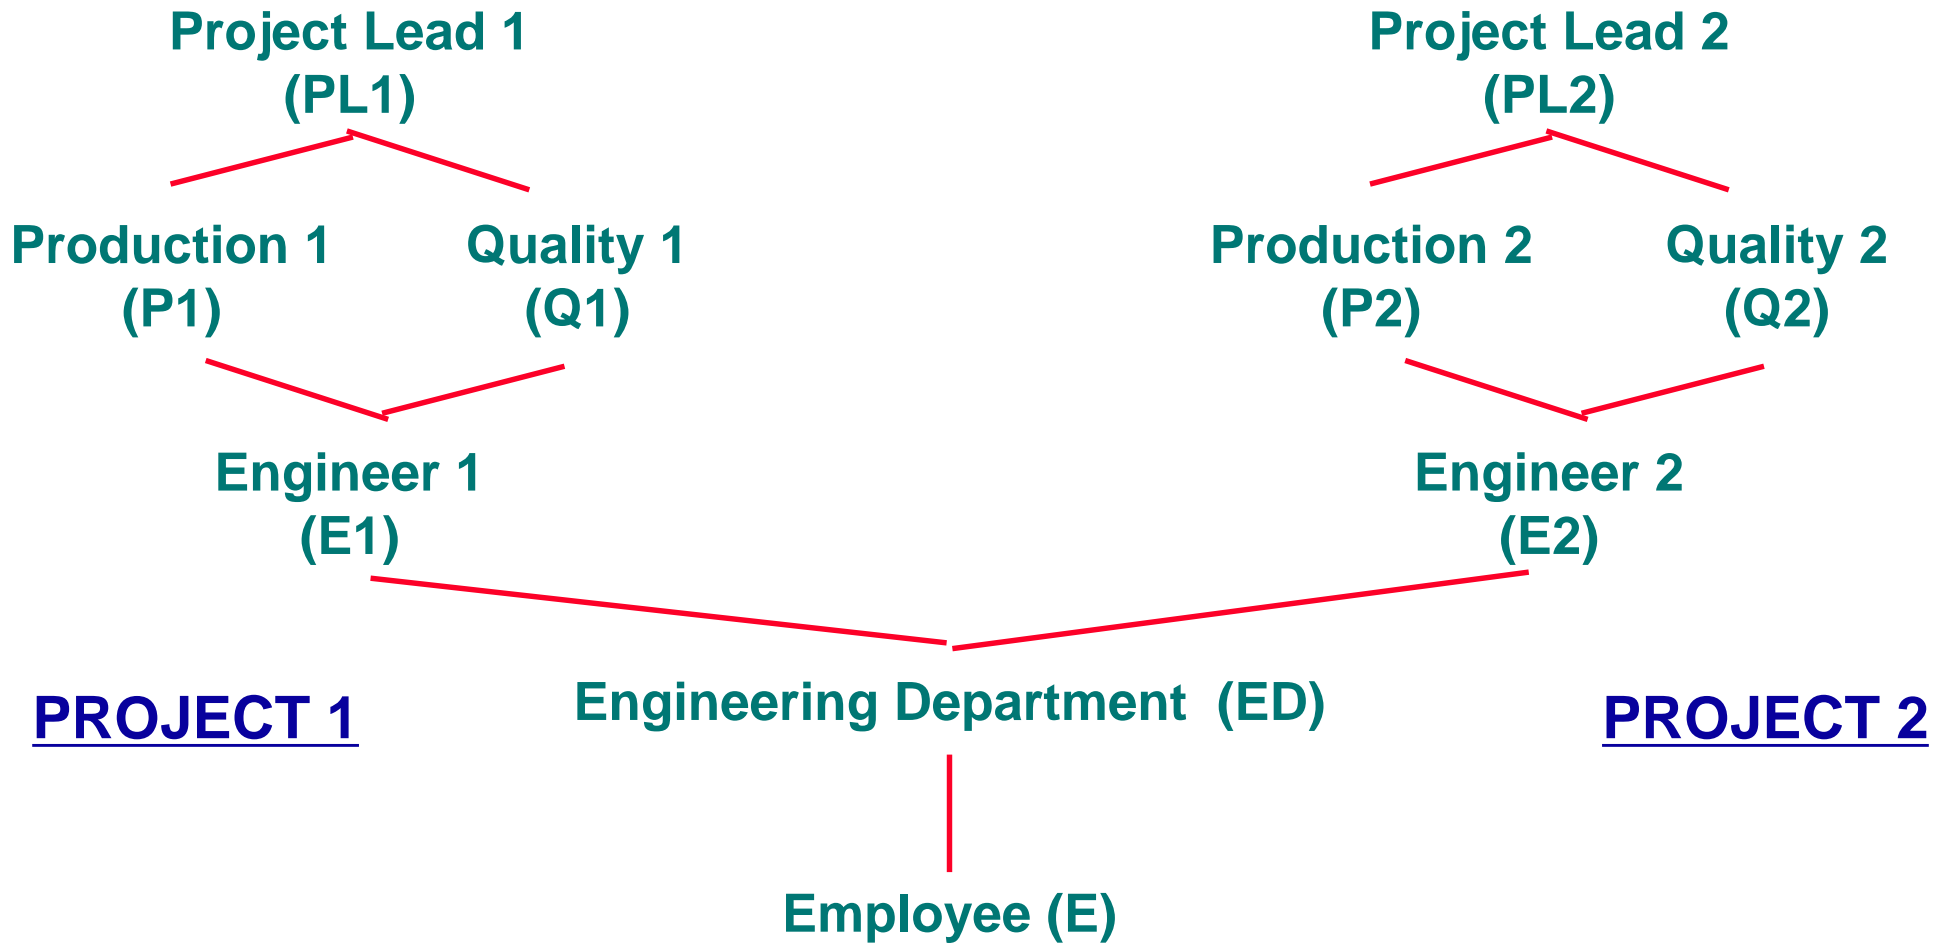 Project Lead 1
(PL1)
Project Lead 2
(PL2)
Production 1
(P1)
Quality 1
(Q1)
Production 2
(P2)
Quality 2
(Q2)
Engineer 1
(E1)
Engineer 2
(E2)
PROJECT 1
Engineering Department (ED)
PROJECT 2
Employee (E)